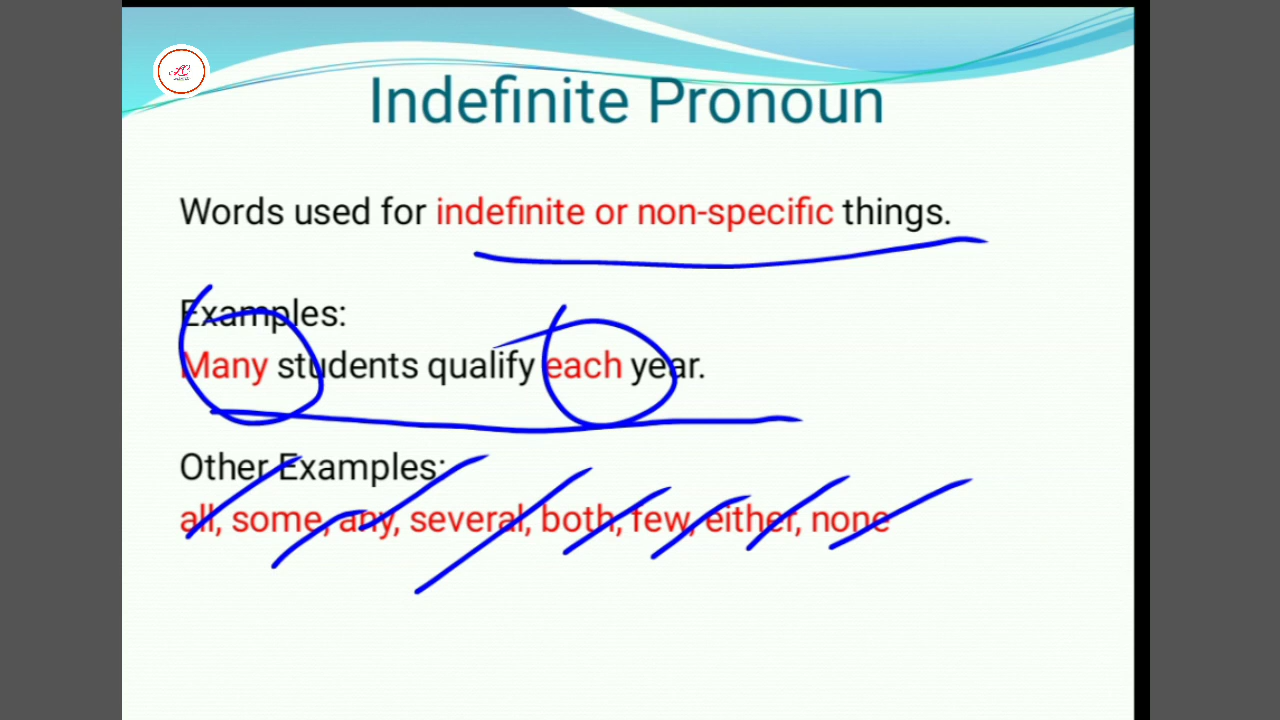 Indefinite Pronoun
Words used for indefinite or non-specific things.
Examples:
Many students qualify each year.
Other Examples:
all, some, any, several, both, few, either, none